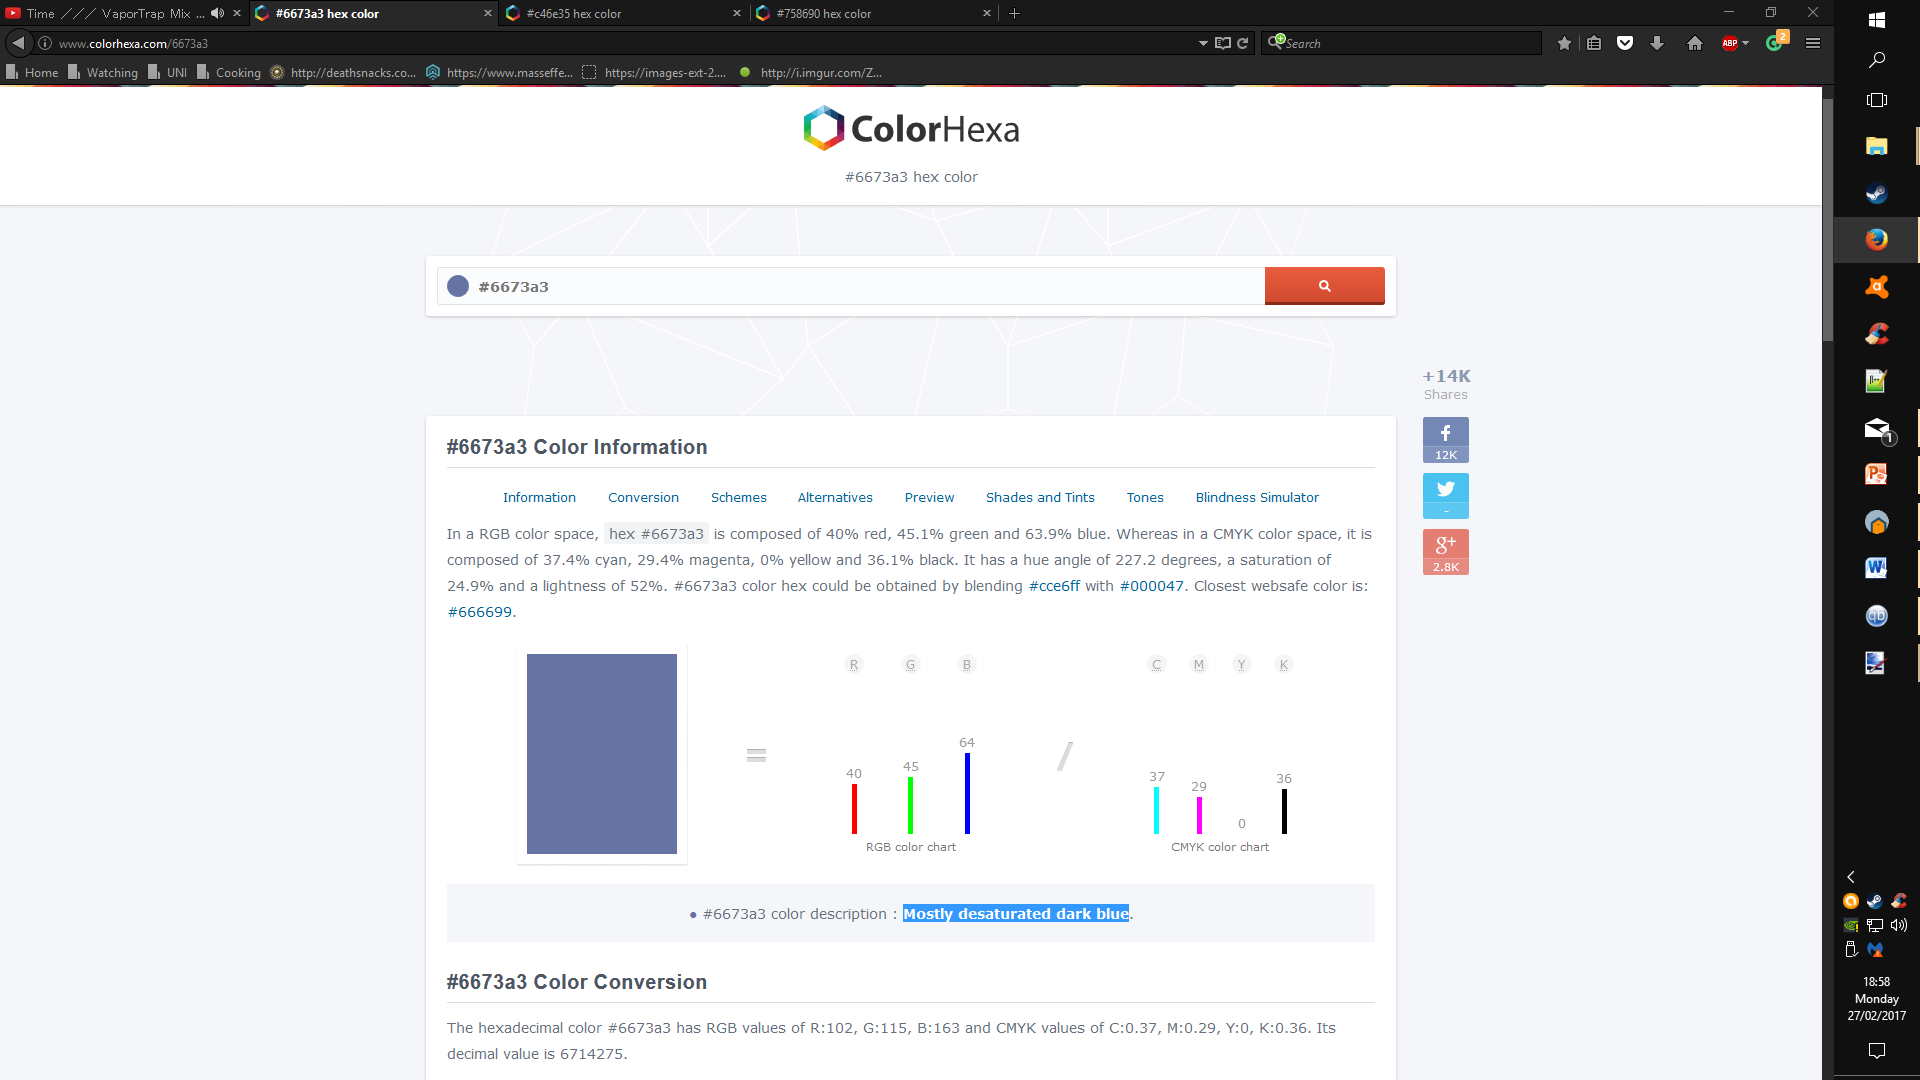 Time ／／／ VaporTrap Mix ...
#6673a3 hex color
#c46e35 hex color
#758690 hex color
www.colorhexa.com/6673a3
Search
ABP
2
Home
Watching
UNI
Cooking
http://deathsnacks.co...
https://www.masseffe...
https://images-ext-2....
http://i.imgur.com/Z...
ColorHexa
#6673a3 hex color
#6673a3
+14K
Shares
f
12K
-
g+
2.8K
#6673a3 Color Information
Information
Conversion
Schemes
Alternatives
Preview
Shades and Tints
Tones
Blindness Simulator
In a RGB color space, hex #6673a3 is composed of 40% red, 45.1% green and 63.9% blue. Whereas in a CMYK color space, it is
composed of 37.4% cyan, 29.4% magenta, 0% yellow and 36.1% black. It has a hue angle of 227.2 degrees, a saturation of
24.9% and a lightness of 52%. #6673a3 color hex could be obtained by blending #cce6ff with #000047. Closest websafe color is:
#666699.
R G B
C M Y K
=
40 45 64
/
37 29 0 36
RGB color chart
CMYK color chart
• #6673a3 color description : Mostly desaturated dark blue.
#6673a3 Color Conversion
The hexadecimal color #6673a3 has RGB values of R:102, G:115, B:163 and CMYK values of C:0.37, M:0.29, Y:0, K:0.36. Its
decimal value is 6714275.
1
qb
18:58
Monday
27/02/2017